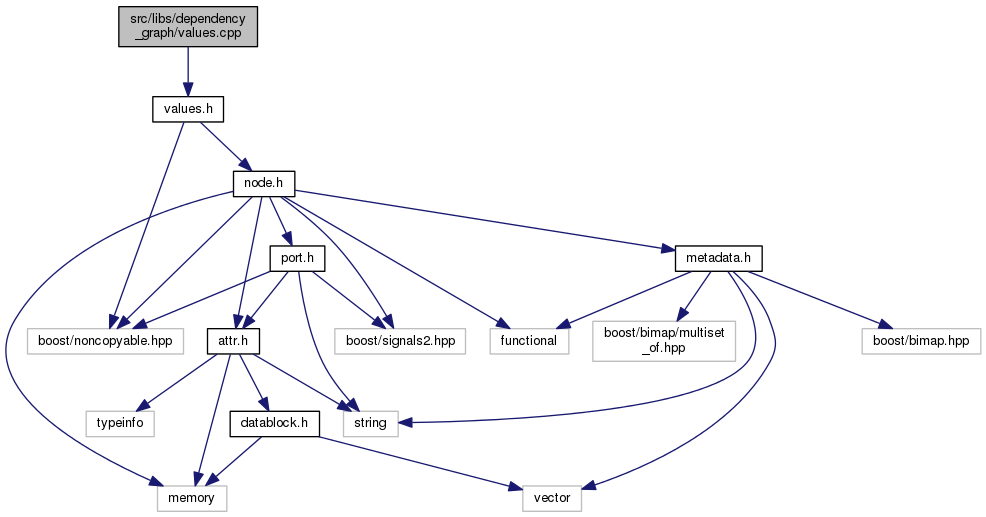 src/libs/dependency
_graph/values.cpp
values.h
node.h
port.h
metadata.h
boost/noncopyable.hpp
attr.h
boost/signals2.hpp
functional
boost/bimap/multiset
_of.hpp
boost/bimap.hpp
typeinfo
datablock.h
string
memory
vector